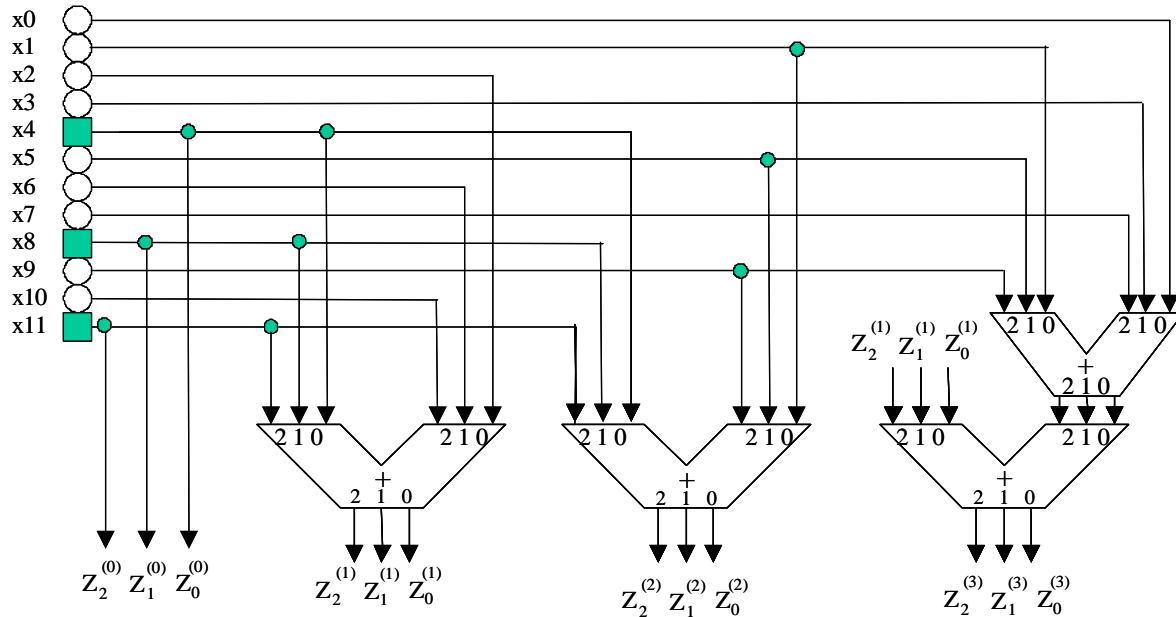 x0
x1
x2
x3
x4
x5
x6
x7
x8
x9
x10
x11
2 1 0 2 1 0
+
2 1 0
Z₂⁽¹⁾ Z₁⁽¹⁾ Z₀⁽¹⁾
2 1 0 2 1 0
+
2 1 0
2 1 0 2 1 0
+
2 1 0
2 1 0 2 1 0
+
2 1 0
Z₂⁽⁰⁾ Z₁⁽⁰⁾ Z₀⁽⁰⁾
Z₂⁽¹⁾ Z₁⁽¹⁾ Z₀⁽¹⁾
Z₂⁽²⁾ Z₁⁽²⁾ Z₀⁽²⁾
Z₂⁽³⁾ Z₁⁽³⁾ Z₀⁽³⁾